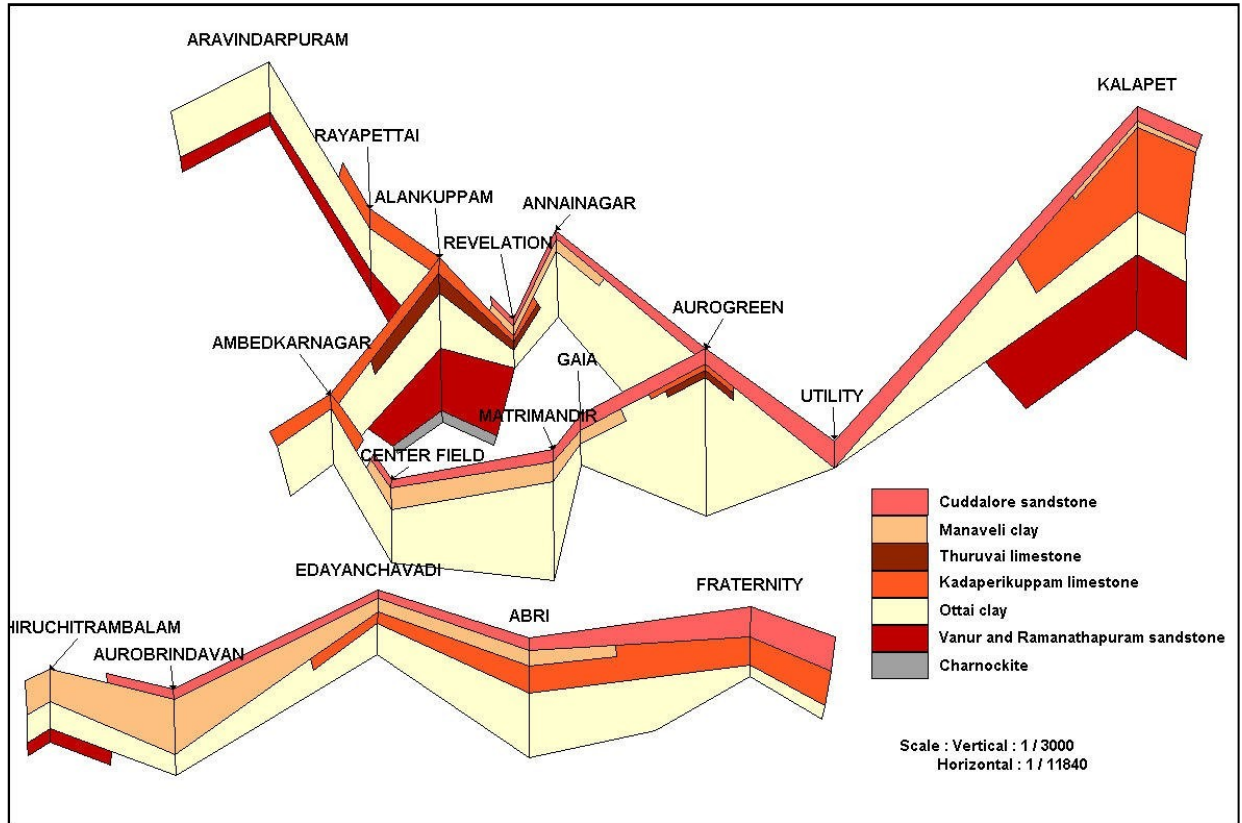 ARAVINDARPURAM
KALAPET
RAYAPETTAI
ALANKUPPAM
ANNAINAGAR
REVELATION
AUROGREEN
AMBEDKARNAGAR
GAIA
UTILITY
MATRIMANDIR
CENTER FIELD
EDAYANCHAVADI
ABRI
FRATERNITY
HIRUCHITRAMBALAM
AUROBRINDAVAN
Cuddalore sandstone
Manaveli clay
Thuruvai limestone
Kadaperikuppam limestone
Ottai clay
Vanur and Ramanathapuram sandstone
Charnockite
Scale : Vertical : 1 / 3000
Horizontal : 1 / 11840